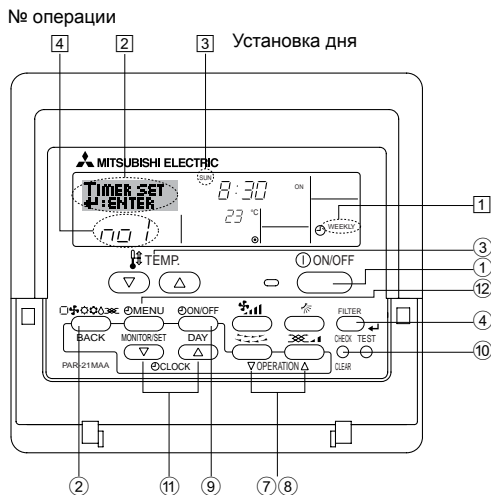 № операции
4 2 3 Установка дня
MITSUBISHI ELECTRIC
SUN
TIMER SET 8:30 ON
↵:ENTER
23 °C
WEEKLY 1
no 1
TEMP. ON/OFF
3
1
12
MENU ON/OFF FILTER
BACK MONITOR/SET DAY CHECK TEST 4
PAR-21MAA CLOCK OPERATION CLEAR 10
2 11 9 7 8